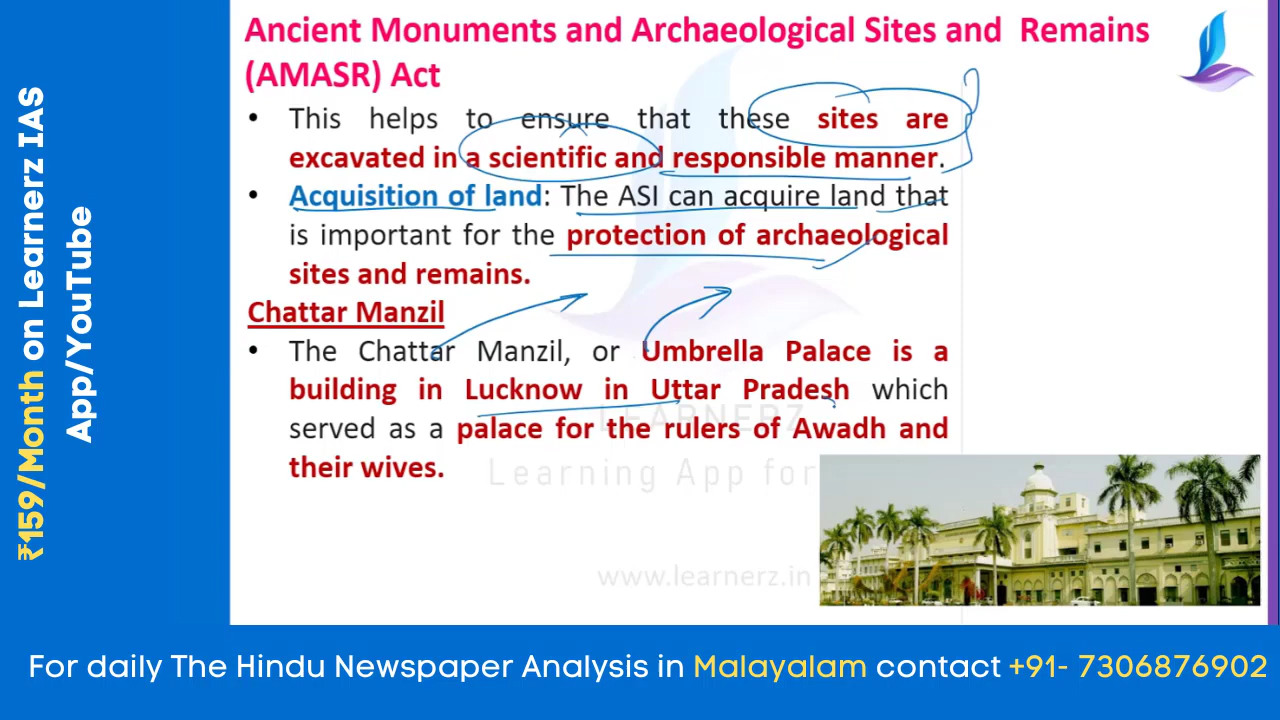 ₹159/Month on Learnerz IAS
App/YouTube
Ancient Monuments and Archaeological Sites and Remains
(AMASR) Act
• This helps to ensure that these sites are
excavated in a scientific and responsible manner.
• Acquisition of land: The ASI can acquire land that
is important for the protection of archaeological
sites and remains.
Chattar Manzil
• The Chattar Manzil, or Umbrella Palace is a
building in Lucknow in Uttar Pradesh which
served as a palace for the rulers of Awadh and
their wives.
LEARNERZ
Learning App for
www.learnerz.in
For daily The Hindu Newspaper Analysis in Malayalam contact +91- 7306876902